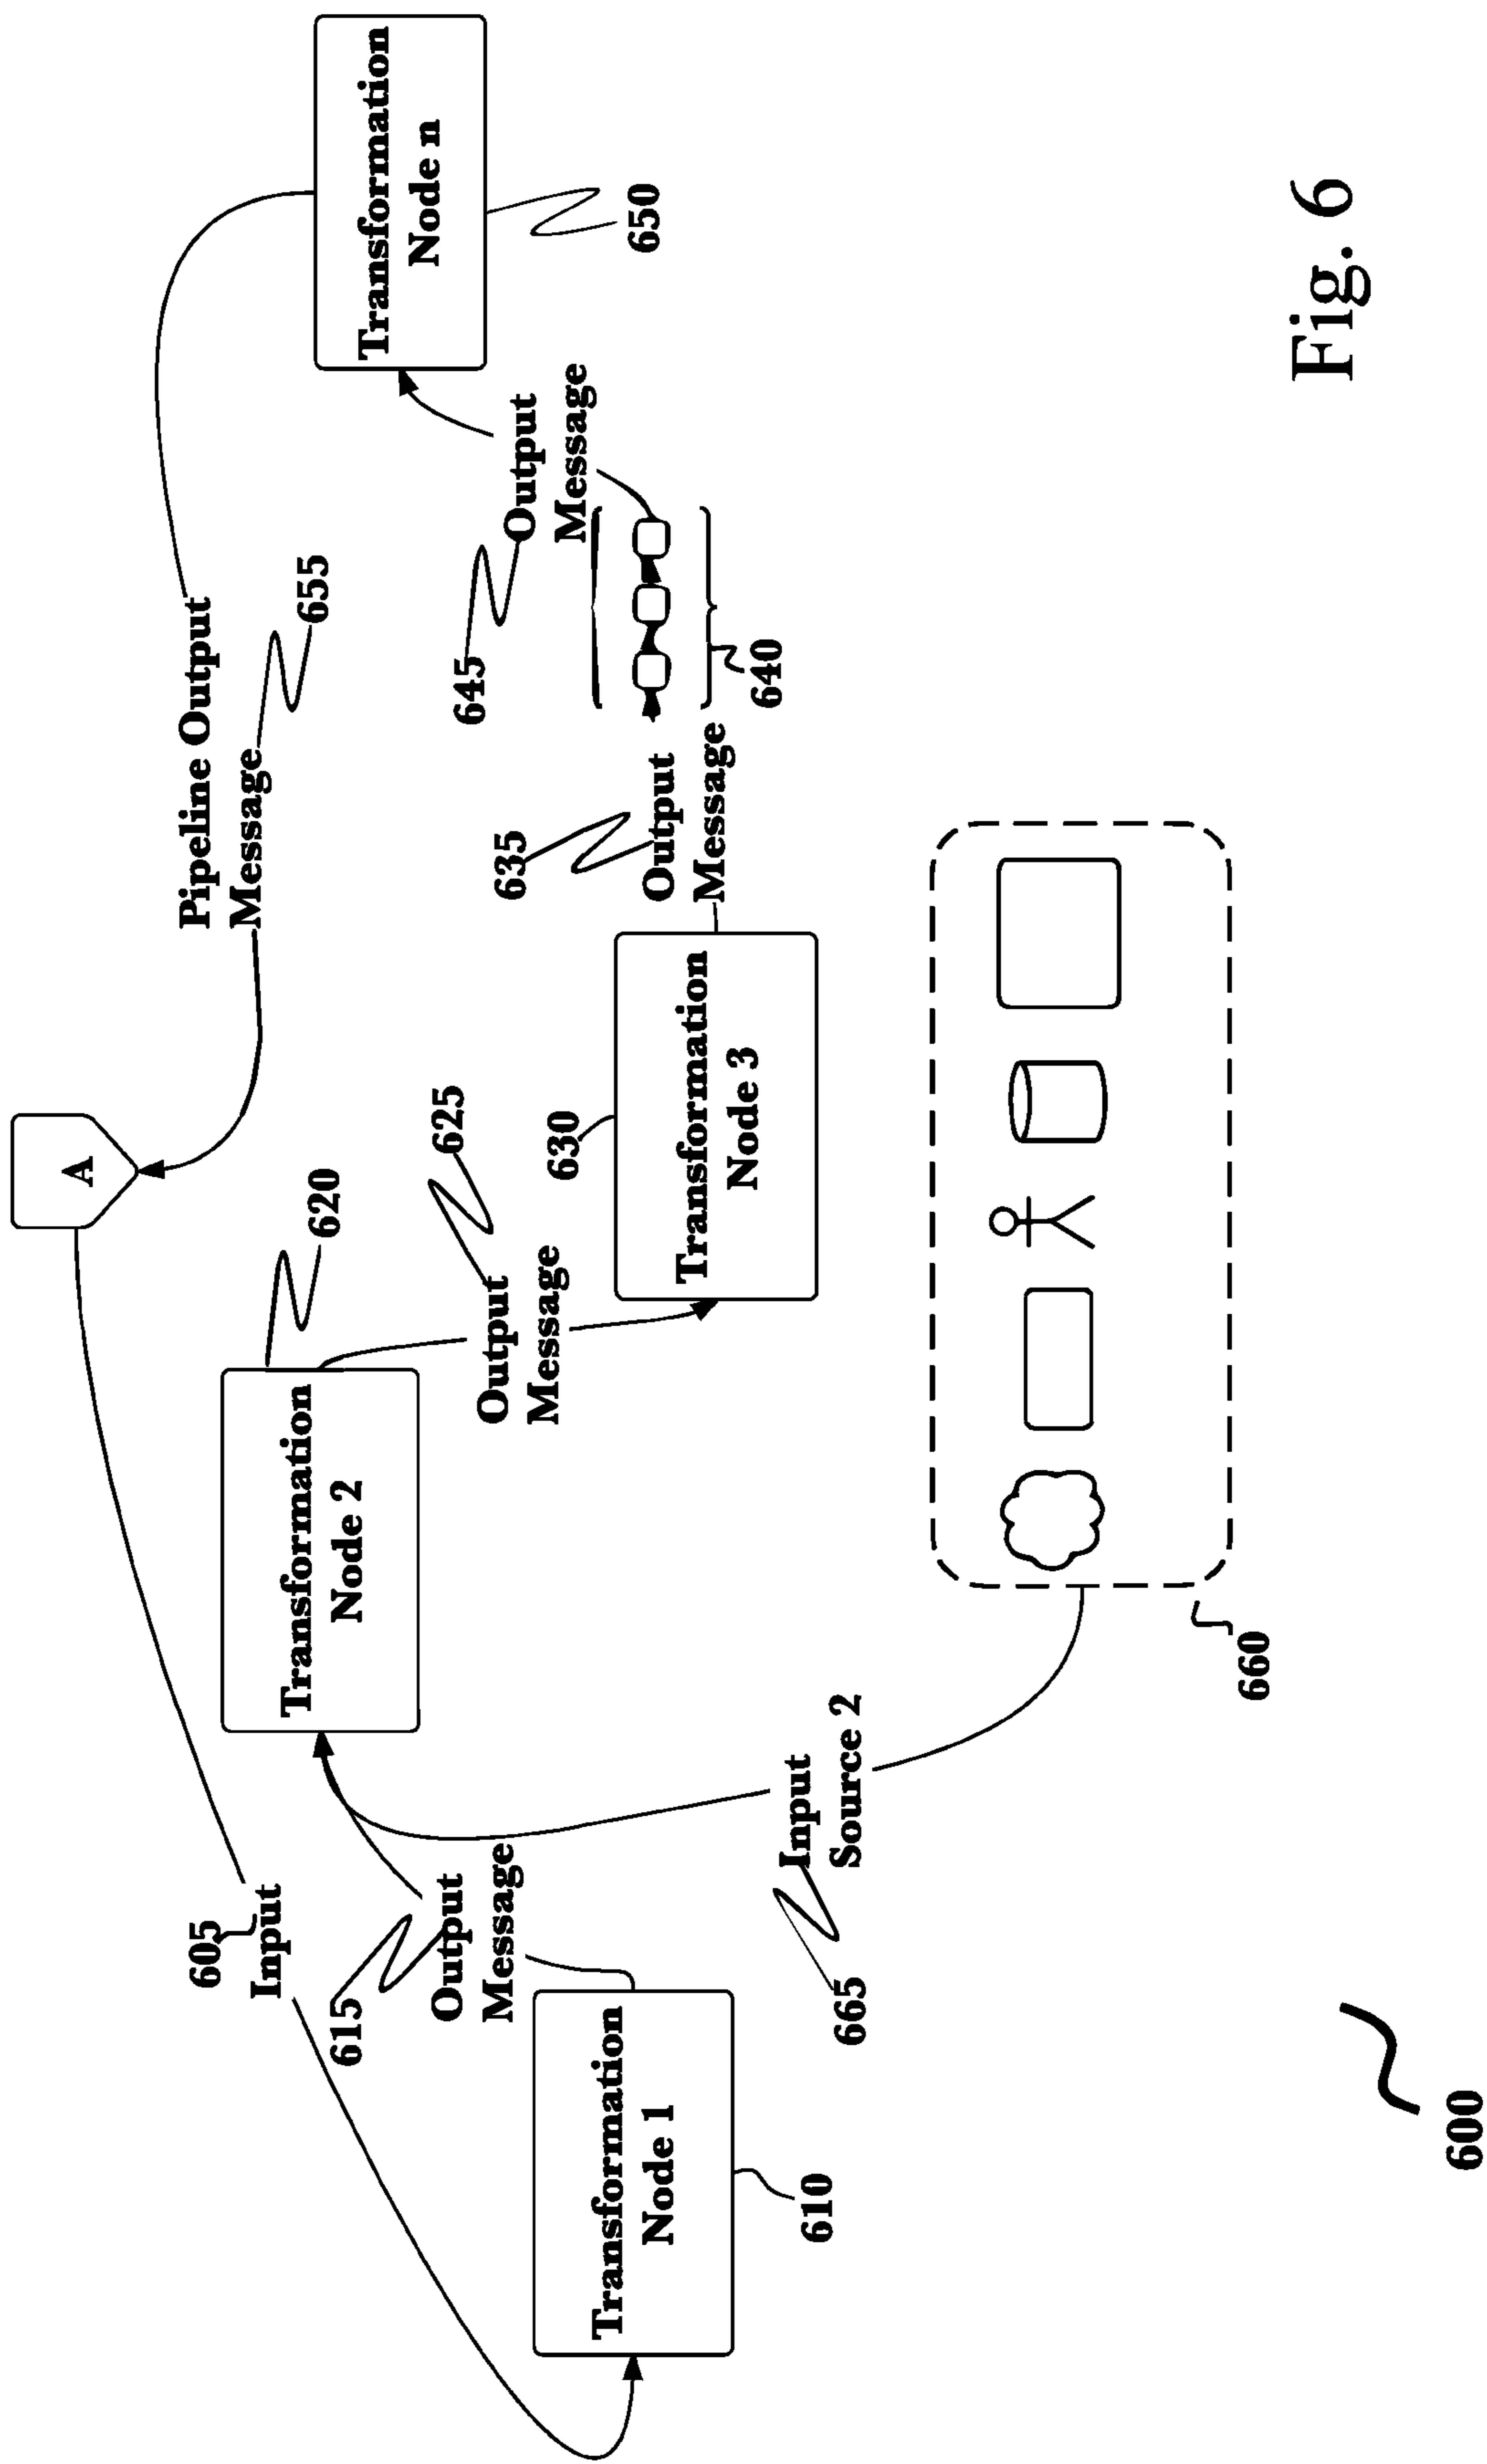 A
Pipeline Output
Message
655
605
Input
620
Transformation
Node 2
Transformation
Node n
650
615
Output
Message
625
Output
Message
645
Output
Message
635
Output
Message
640
630
Transformation
Node 3
Transformation
Node 1
610
665
Input
Source 2
660
600
Fig. 6